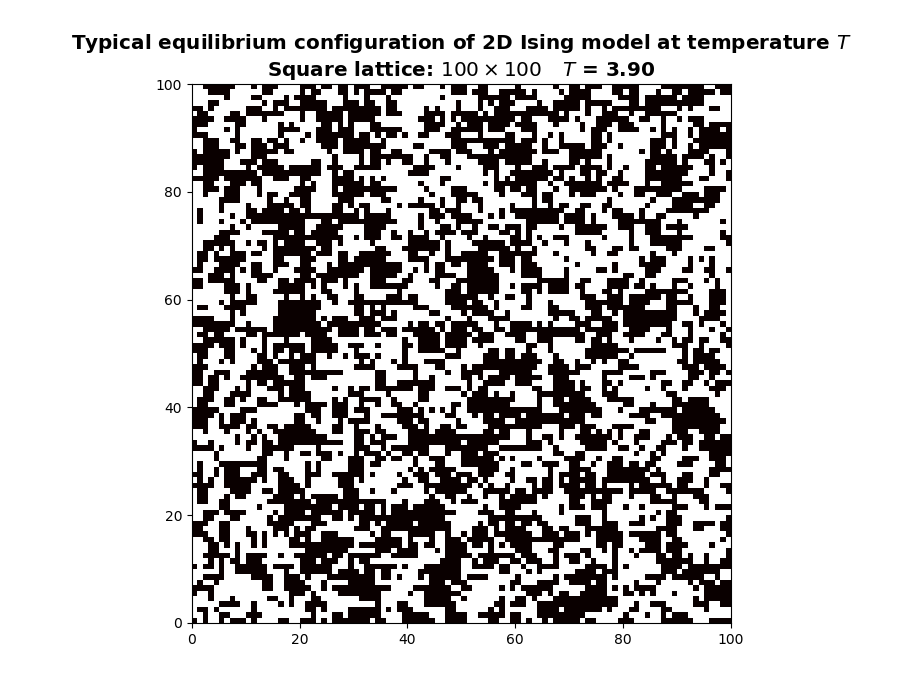 Typical equilibrium configuration of 2D Ising model at temperature T
Square lattice: 100 × 100 T = 3.90
100
80
60
40
20
0
0 20 40 60 80 100